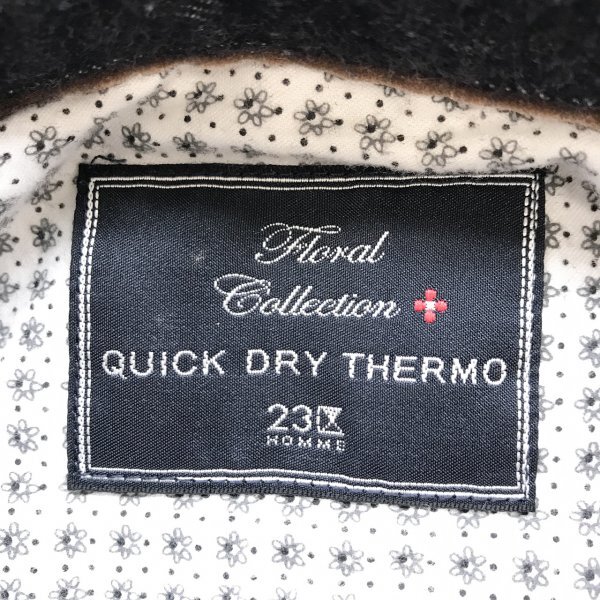 Floral
Collection
QUICK DRY THERMO
23区
HOMME